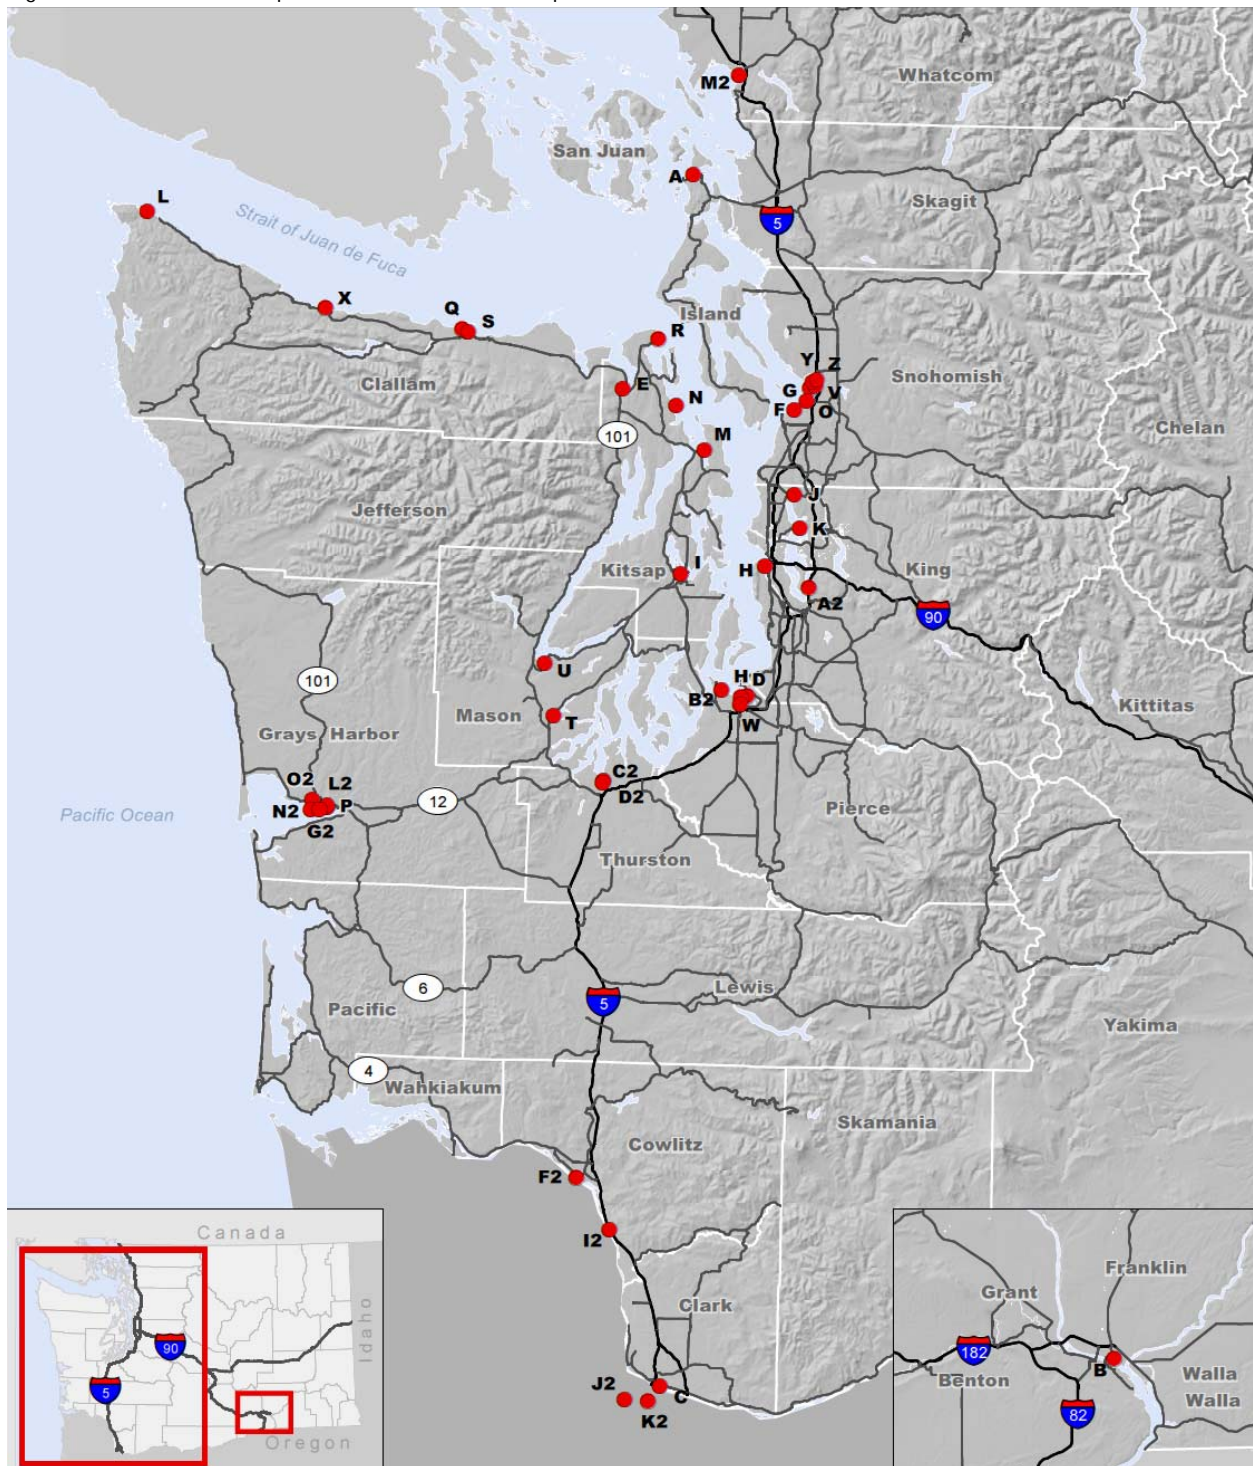 Whatcom
M2
San Juan
A
Skagit
L
5
Strait of Juan de Fuca
X
Q
S
Island
R
Clallam
E
Y
Z
Snohomish
G
V
N
F
O
Chelan
101
M
Jefferson
J
K
Kitsap
I
H
King
A2
90
U
101
B2
H
D
Kittitas
Mason
T
W
Grays Harbor
O2
L2
C2
Pacific Ocean
N2
P
12
D2
G2
Pierce
Thurston
6
Lewis
5
Pacific
Yakima
4
Wahkiakum
Skamania
Cowlitz
F2
I2
Canada
Franklin
Grant
Clark
Idaho
90
182
B
Benton
Walla
Walla
5
J2
C
K2
82
Oregon